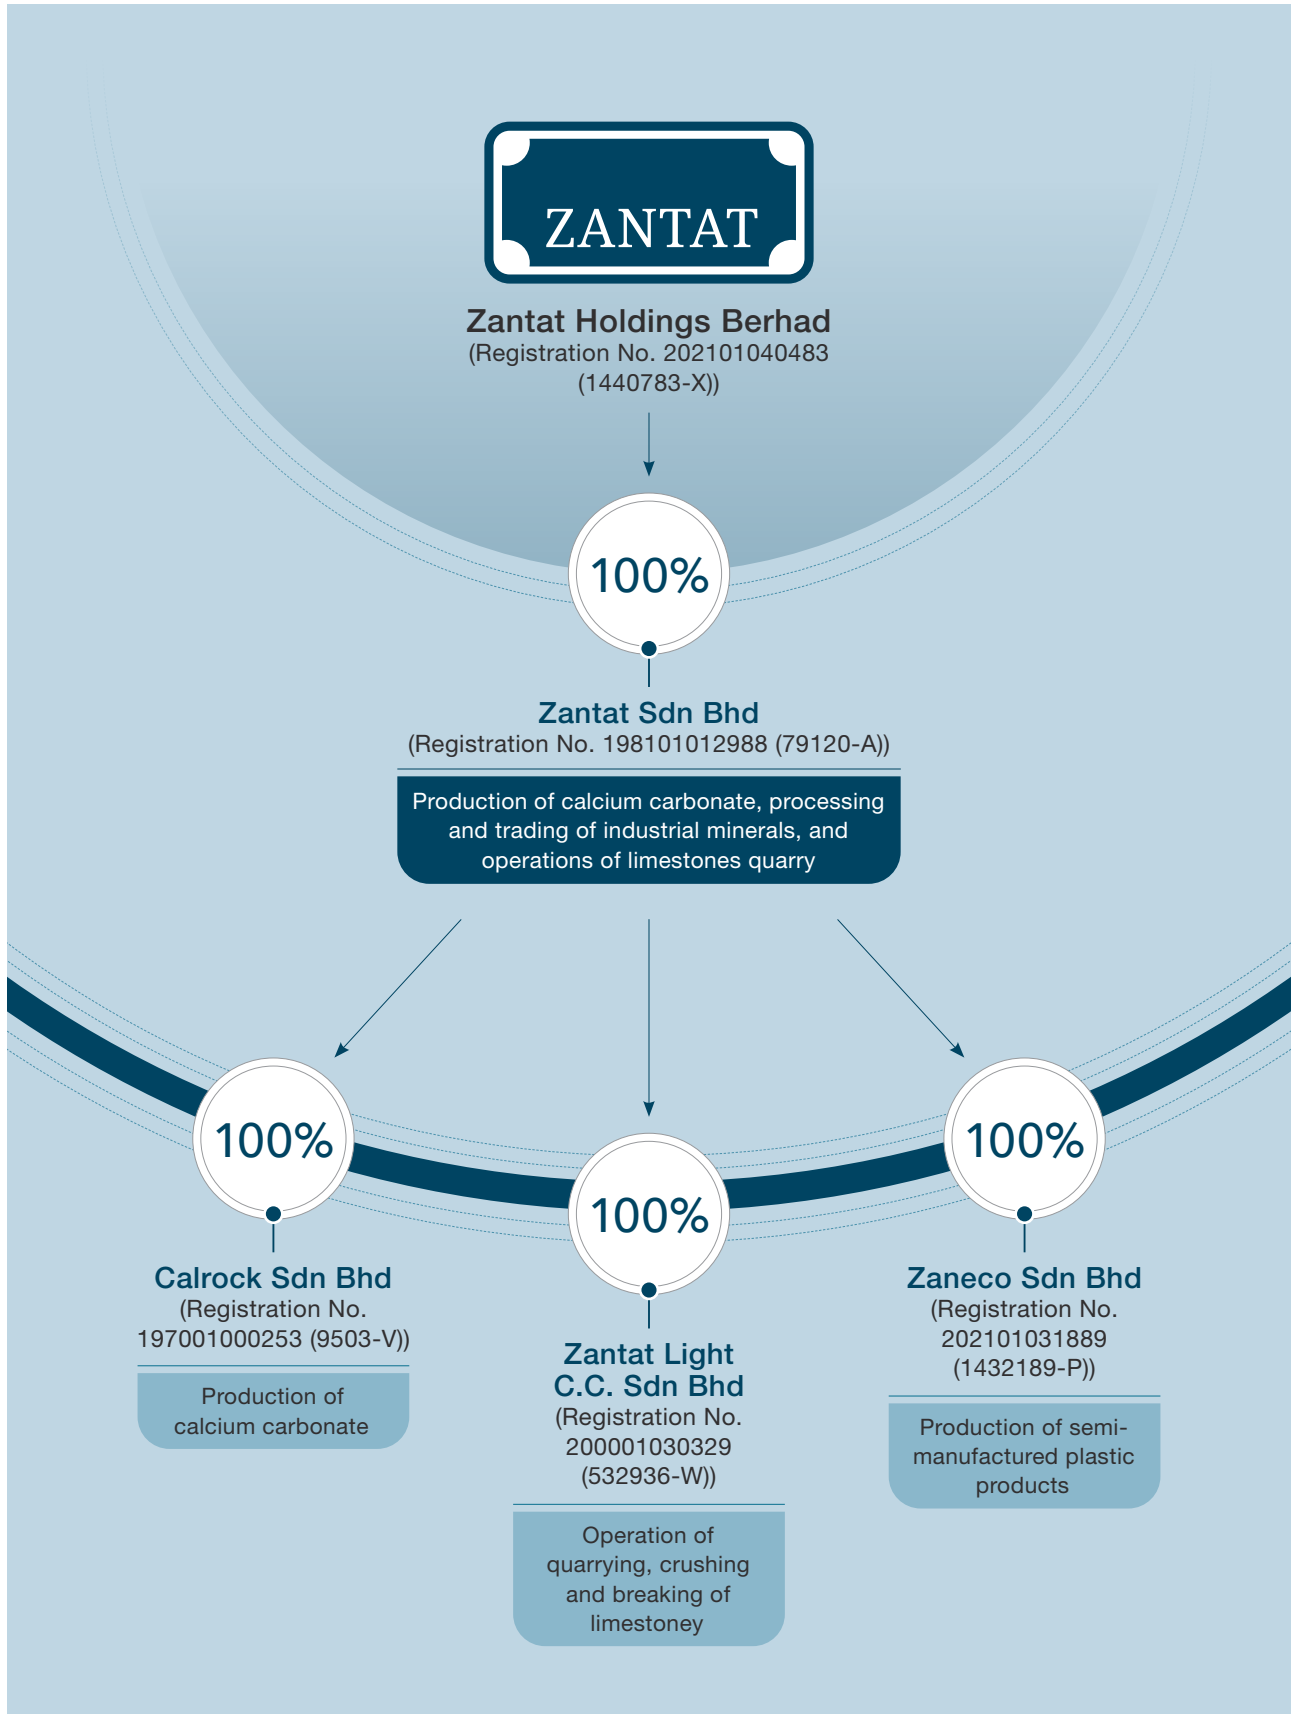 ZANTAT
Zantat Holdings Berhad
(Registration No. 202101040483
(1440783-X))
100%
Zantat Sdn Bhd
(Registration No. 198101012988 (79120-A))
Production of calcium carbonate, processing
and trading of industrial minerals, and
operations of limestones quarry
100%
Calrock Sdn Bhd
(Registration No.
197001000253 (9503-V))
Production of
calcium carbonate
100%
Zantat Light
C.C. Sdn Bhd
(Registration No.
200001030329
(532936-W))
Operation of
quarrying, crushing
and breaking of
limestoney
100%
Zaneco Sdn Bhd
(Registration No.
202101031889
(1432189-P))
Production of semi-
manufactured plastic
products